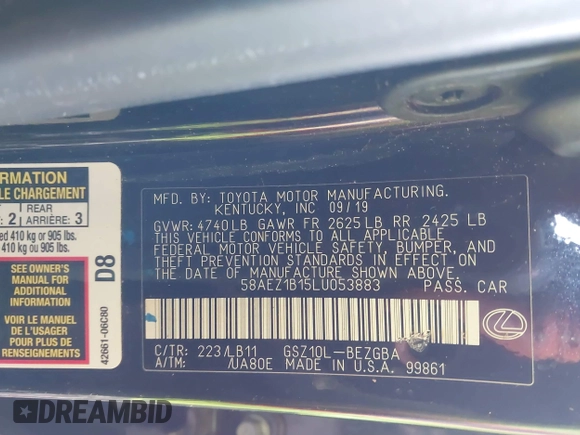 RMATION
LE CHARGEMENT
: 2
REAR
ARRIÈRE: 3
ed 410 kg or 905 lbs.
410 kg ou 905 lbs.
SEE OWNER'S
MANUAL FOR
ADDITIONAL
INFORMATION
VOIR LE MANUEL
DE L'USAGER
POUR PLUS DE
RENSEIGNEMENTS
D8
42661-06C80
MFD. BY: TOYOTA MOTOR MANUFACTURING.
KENTUCKY, INC 09/19
GVWR: 4740LB GAWR FR 2625LB RR 2425 LB
THIS VEHICLE CONFORMS TO ALL APPLICABLE
FEDERAL MOTOR VEHICLE SAFETY, BUMPER, AND
THEFT PREVENTION STANDARDS IN EFFECT ON
THE DATE OF MANUFACTURE SHOWN ABOVE.
58AEZ1B15LU053883 PASS. CAR
C/TR: 223/LB11 GSZ10L-BEZGBA
A/TM: /UA80E MADE IN U.S.A. 99861
DREAMBID